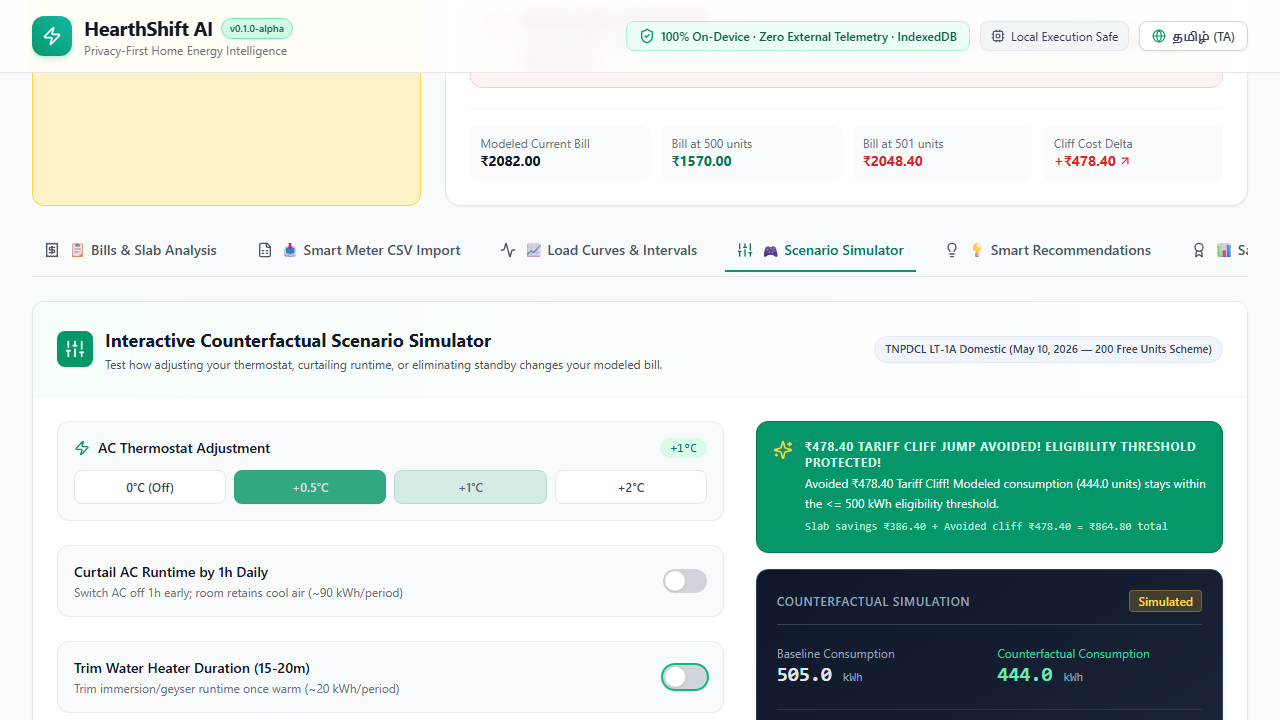 HearthShift AI v0.1.0-alpha
Privacy-First Home Energy Intelligence
100% On-Device · Zero External Telemetry · IndexedDB
Local Execution Safe
தமிழ் (TA)
Modeled Current Bill
₹2082.00
Bill at 500 units
₹1570.00
Bill at 501 units
₹2048.40
Cliff Cost Delta
+₹478.40 ↗
📋 Bills & Slab Analysis
📥 Smart Meter CSV Import
📈 Load Curves & Intervals
🎮 Scenario Simulator
💡 Smart Recommendations
📊 Sa
Interactive Counterfactual Scenario Simulator
Test how adjusting your thermostat, curtailing runtime, or eliminating standby changes your modeled bill.
TNPDCL LT-1A Domestic (May 10, 2026 — 200 Free Units Scheme)
AC Thermostat Adjustment
+1°C
0°C (Off)
+0.5°C
+1°C
+2°C
Curtail AC Runtime by 1h Daily
Switch AC off 1h early; room retains cool air (~90 kWh/period)
Trim Water Heater Duration (15-20m)
Trim immersion/geyser runtime once warm (~20 kWh/period)
₹478.40 TARIFF CLIFF JUMP AVOIDED! ELIGIBILITY THRESHOLD
PROTECTED!
Avoided ₹478.40 Tariff Cliff! Modeled consumption (444.0 units) stays within
the <= 500 kWh eligibility threshold.
Slab savings ₹386.40 + Avoided cliff ₹478.40 = ₹864.80 total
COUNTERFACTUAL SIMULATION
Simulated
Baseline Consumption
505.0 kWh
Counterfactual Consumption
444.0 kWh